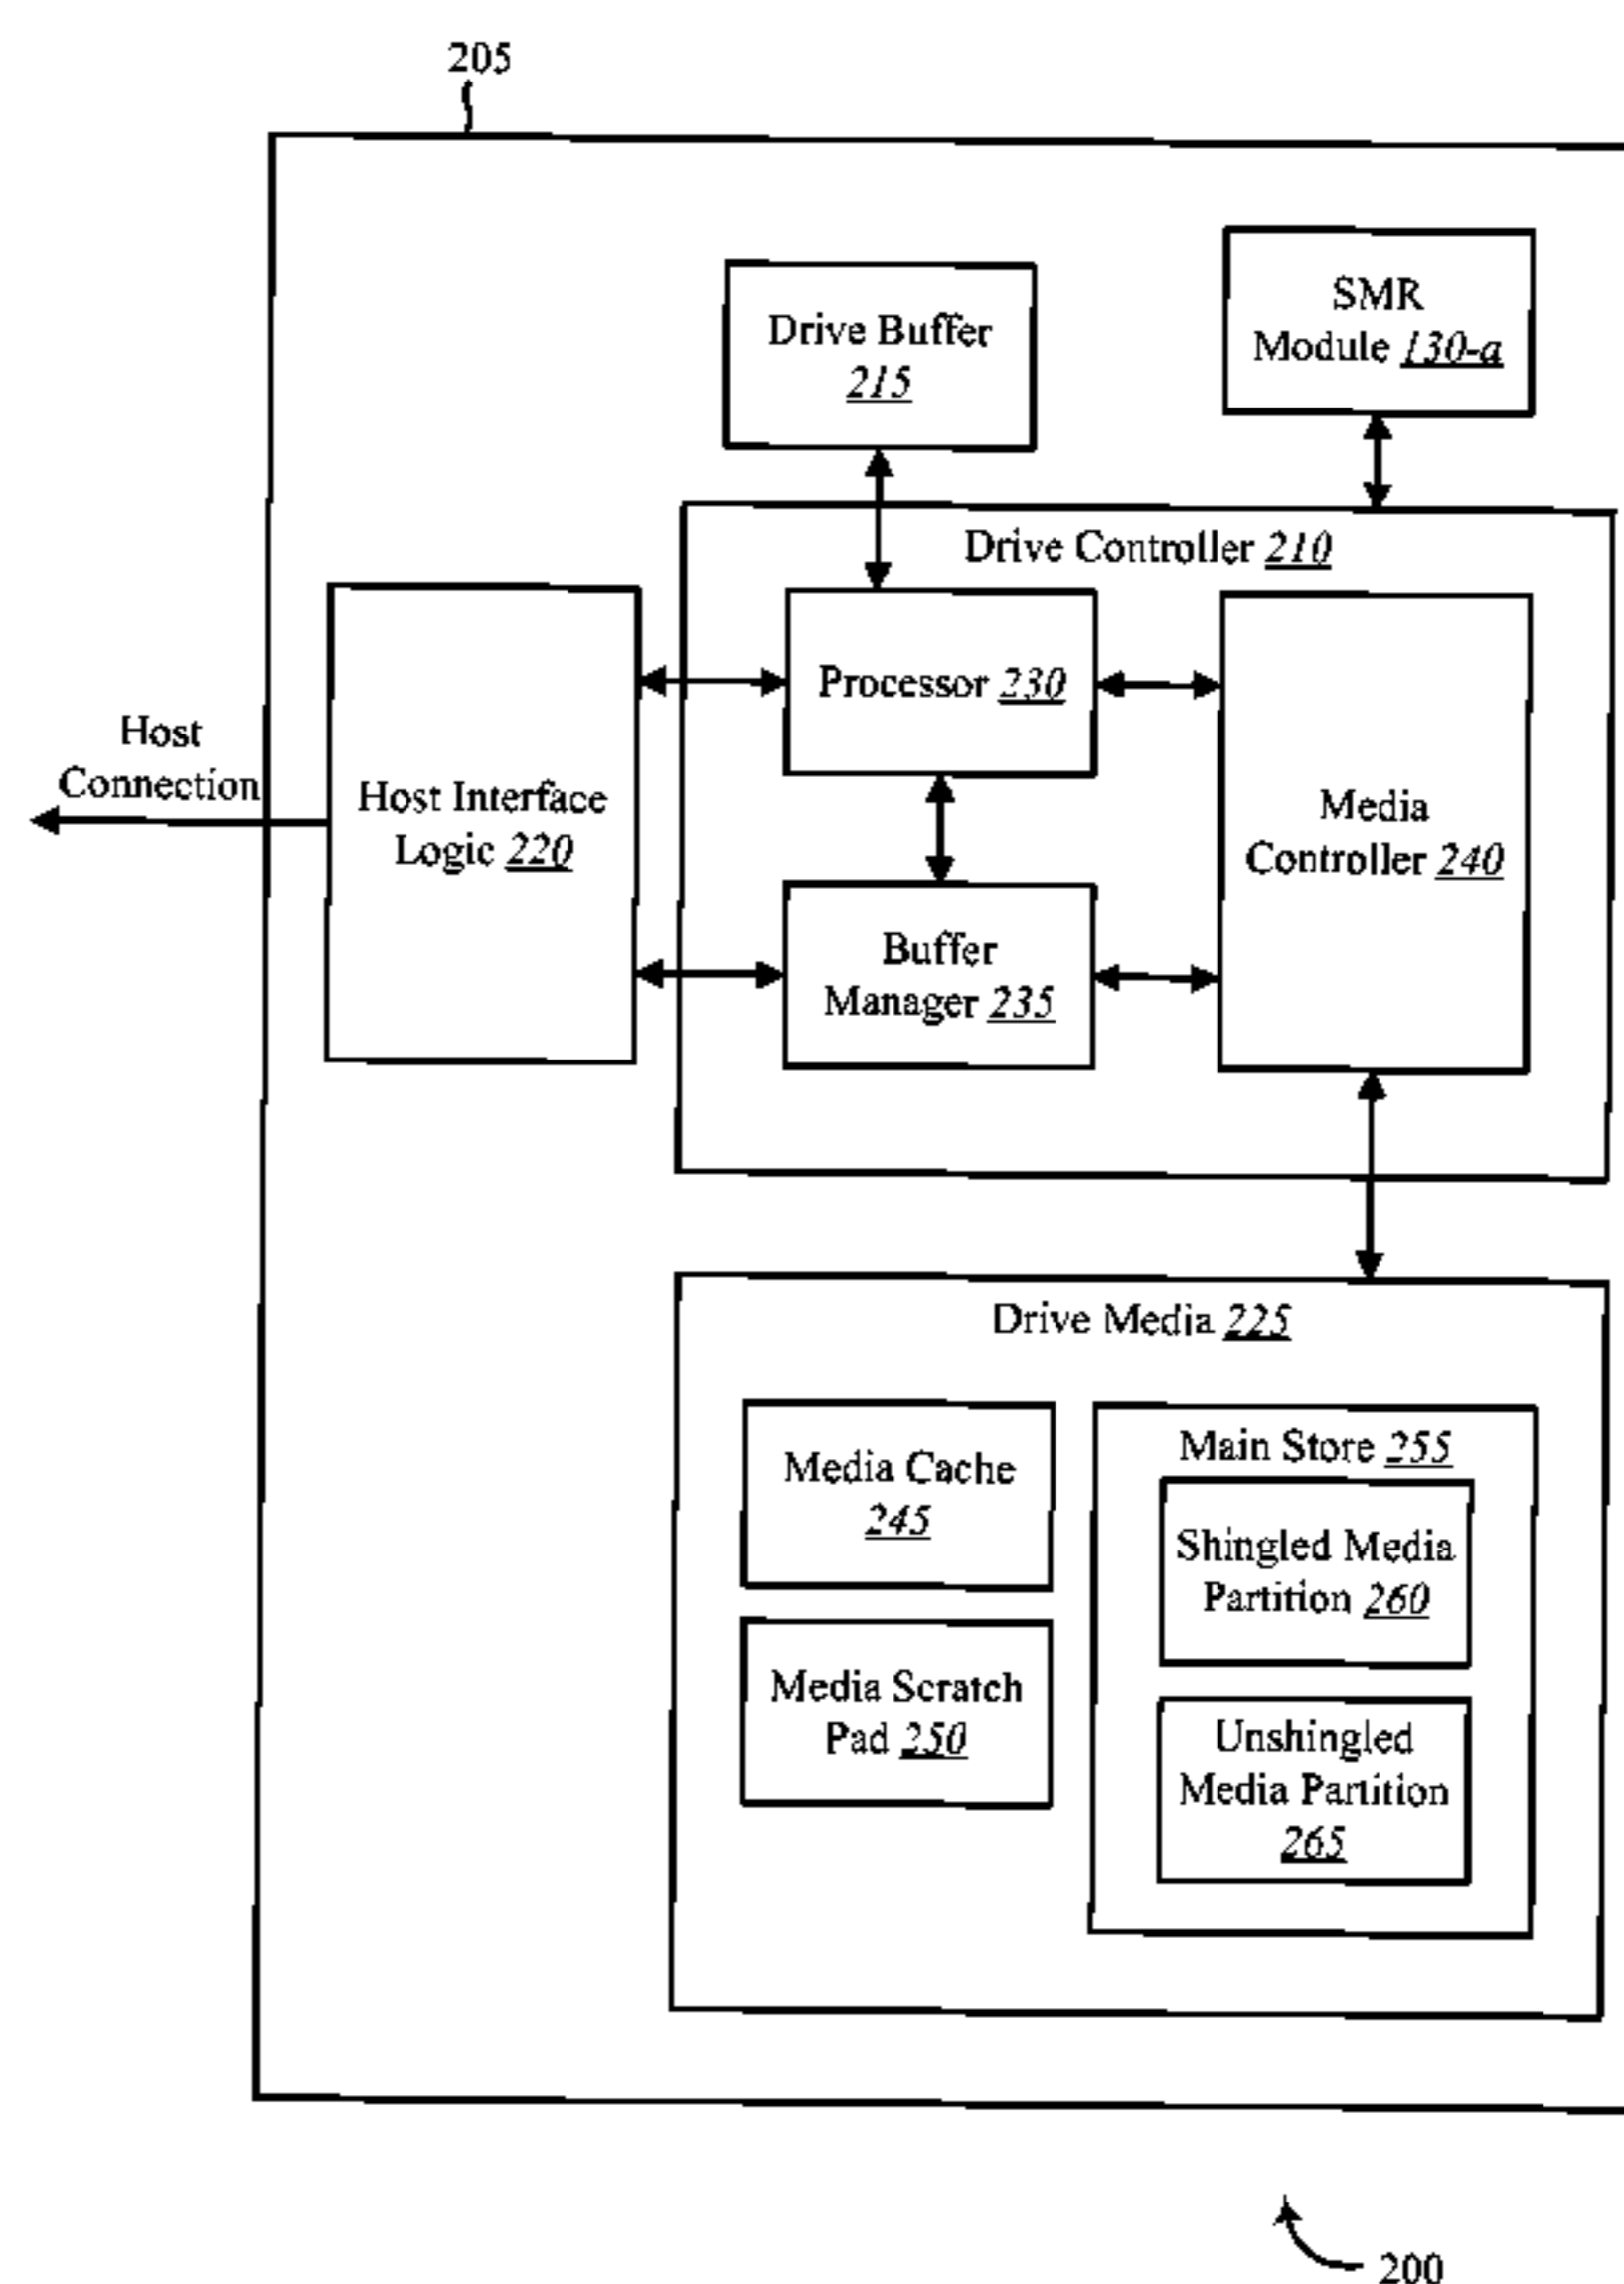 205
Drive Buffer
215
SMR
Module 130-a
Drive Controller 210
Processor 230
Host
Connection
Host Interface
Logic 220
Media
Controller 240
Buffer
Manager 235
Drive Media 225
Media Cache
245
Main Store 255
Shingled Media
Partition 260
Media Scratch
Pad 250
Unshingled
Media Partition
265
200